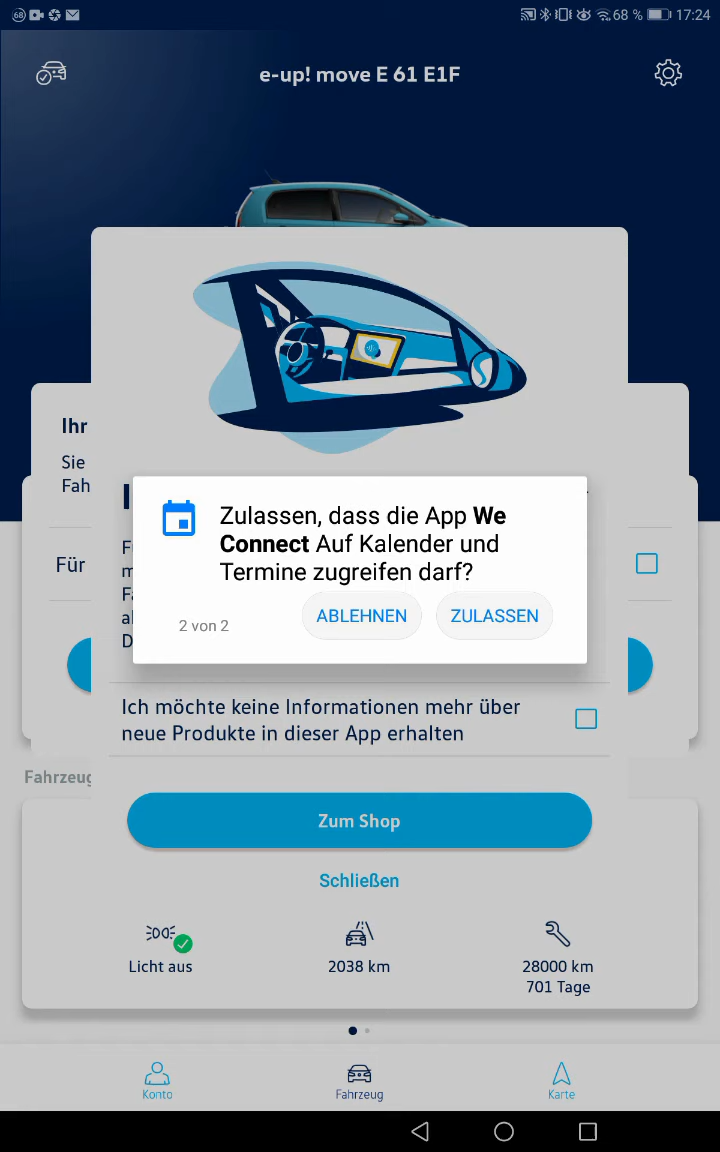 68
68 %
17:24
e-up! move E 61 E1F
Ihr
Sie
Fah
Für
Zulassen, dass die App We
Connect Auf Kalender und
Termine zugreifen darf?
2 von 2
ABLEHNEN
ZULASSEN
Ich möchte keine Informationen mehr über
neue Produkte in dieser App erhalten
Fahrzeug
Zum Shop
Schließen
Licht aus
2038 km
28000 km
701 Tage
Konto
Fahrzeug
Karte